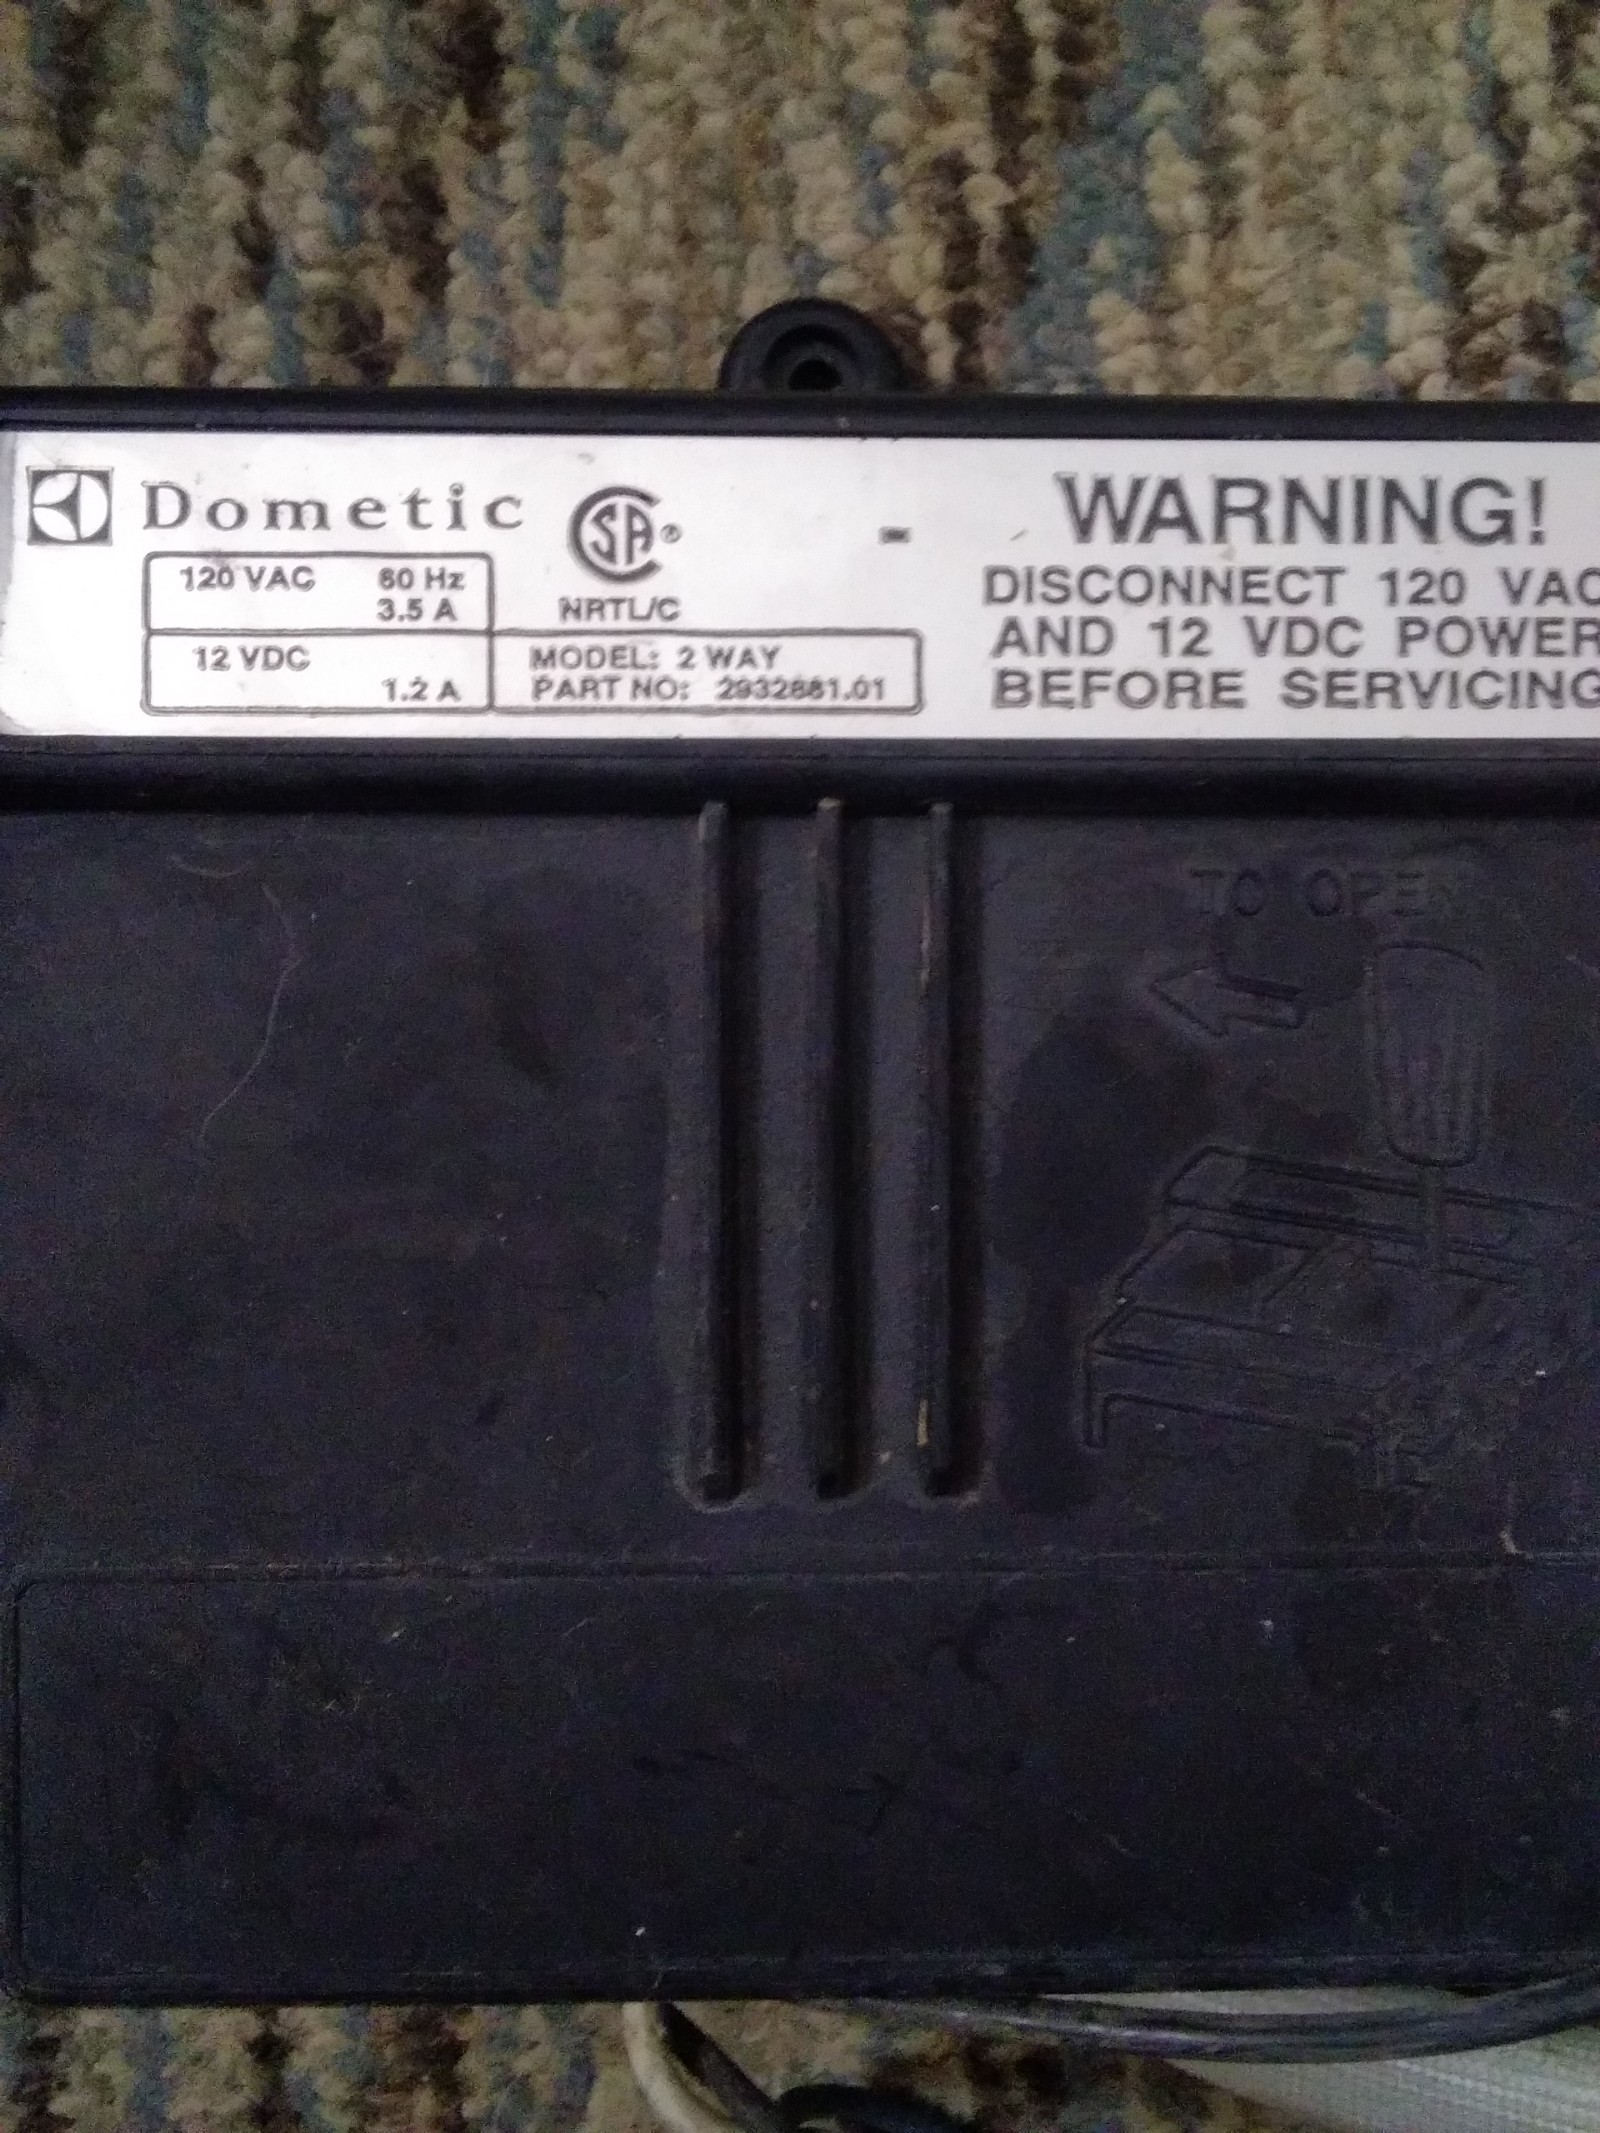 Dometic
CSA®
NRTL/C
120 VAC 60 Hz
3.5 A
12 VDC
1.2 A
MODEL: 2 WAY
PART NO: 2932881.01
-
WARNING!
DISCONNECT 120 VAC
AND 12 VDC POWER
BEFORE SERVICING
TO OPEN